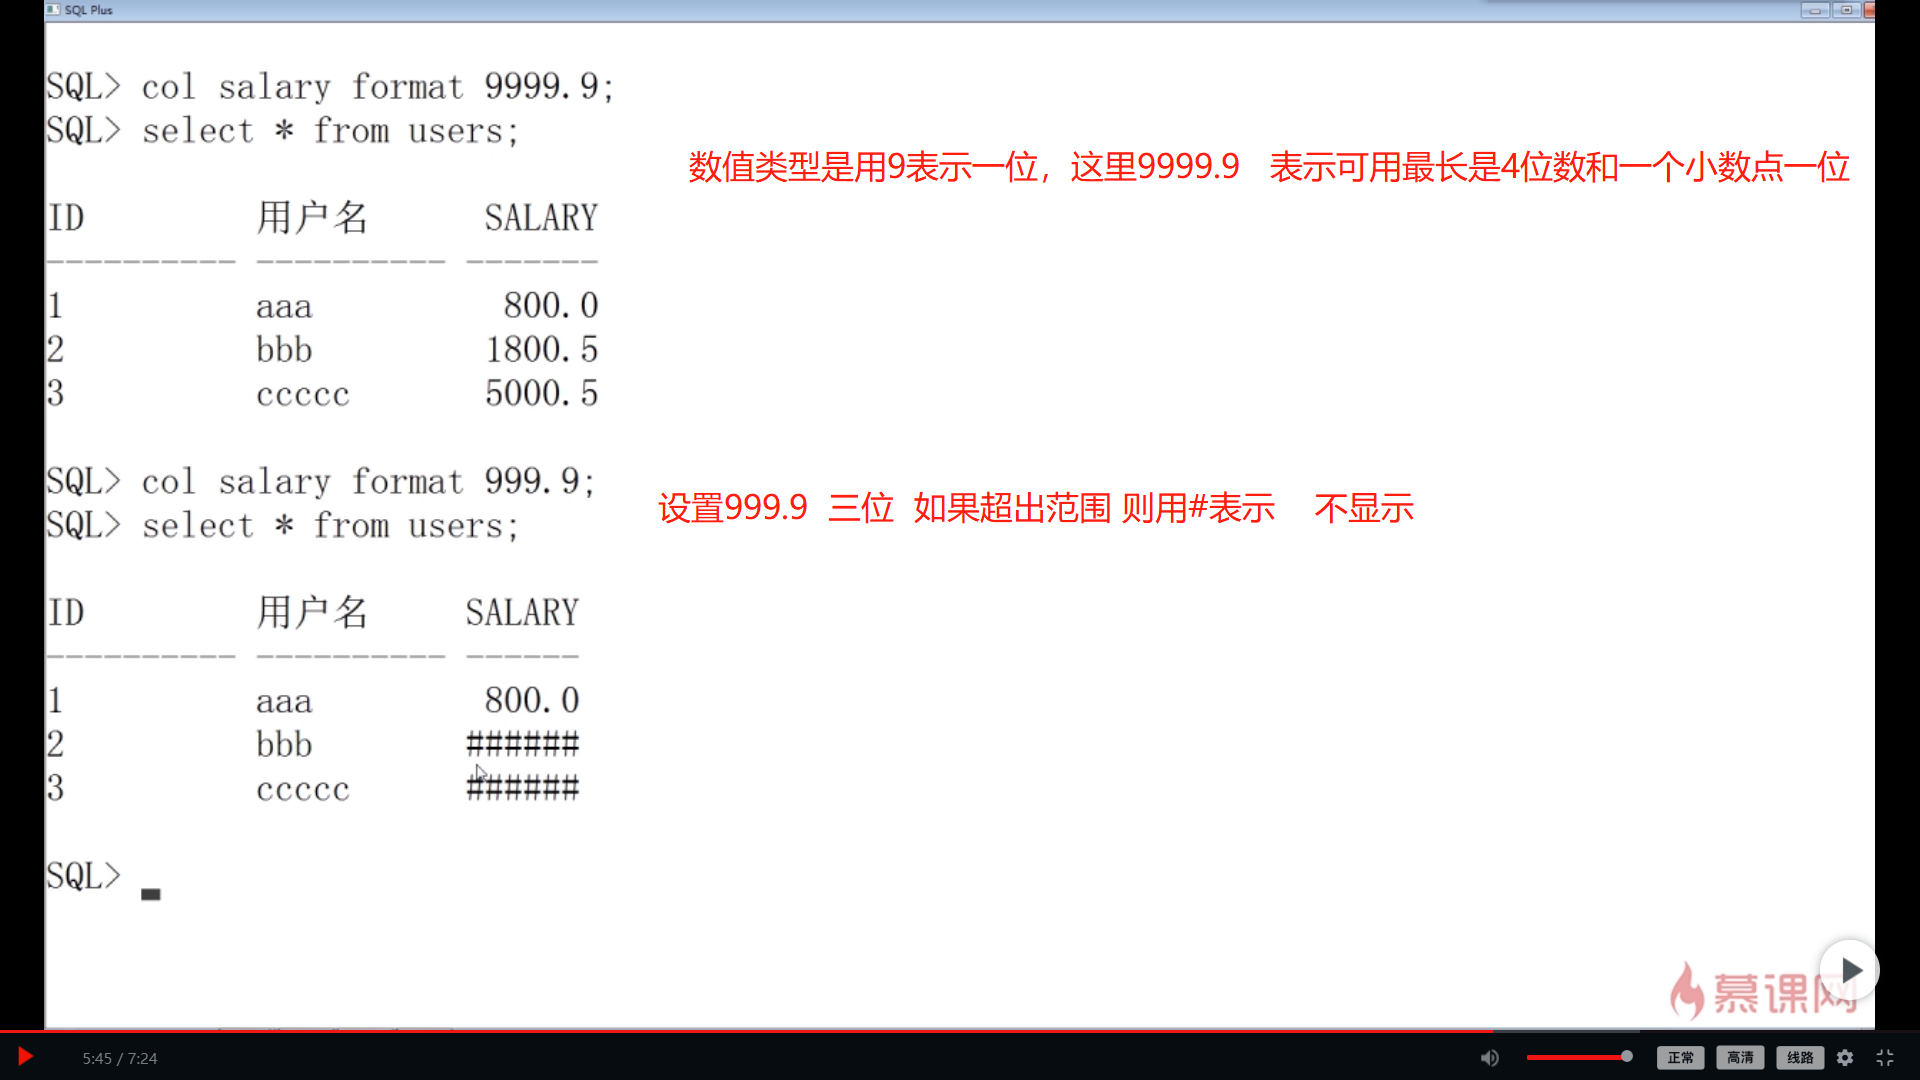 SQL Plus
SQL> col salary format 9999.9;
SQL> select * from users;
数值类型是用9表示一位，这里9999.9 表示可用最长是4位数和一个小数点一位
ID 用户名 SALARY
---------- ---------- -------
1 aaa 800.0
2 bbb 1800.5
3 ccccc 5000.5
SQL> col salary format 999.9;
设置999.9 三位 如果超出范围 则用#表示 不显示
SQL> select * from users;
ID 用户名 SALARY
---------- ---------- ------
1 aaa 800.0
2 bbb ######
3 ccccc ######
SQL>
慕课网
5:45 / 7:24
正常 高清 线路